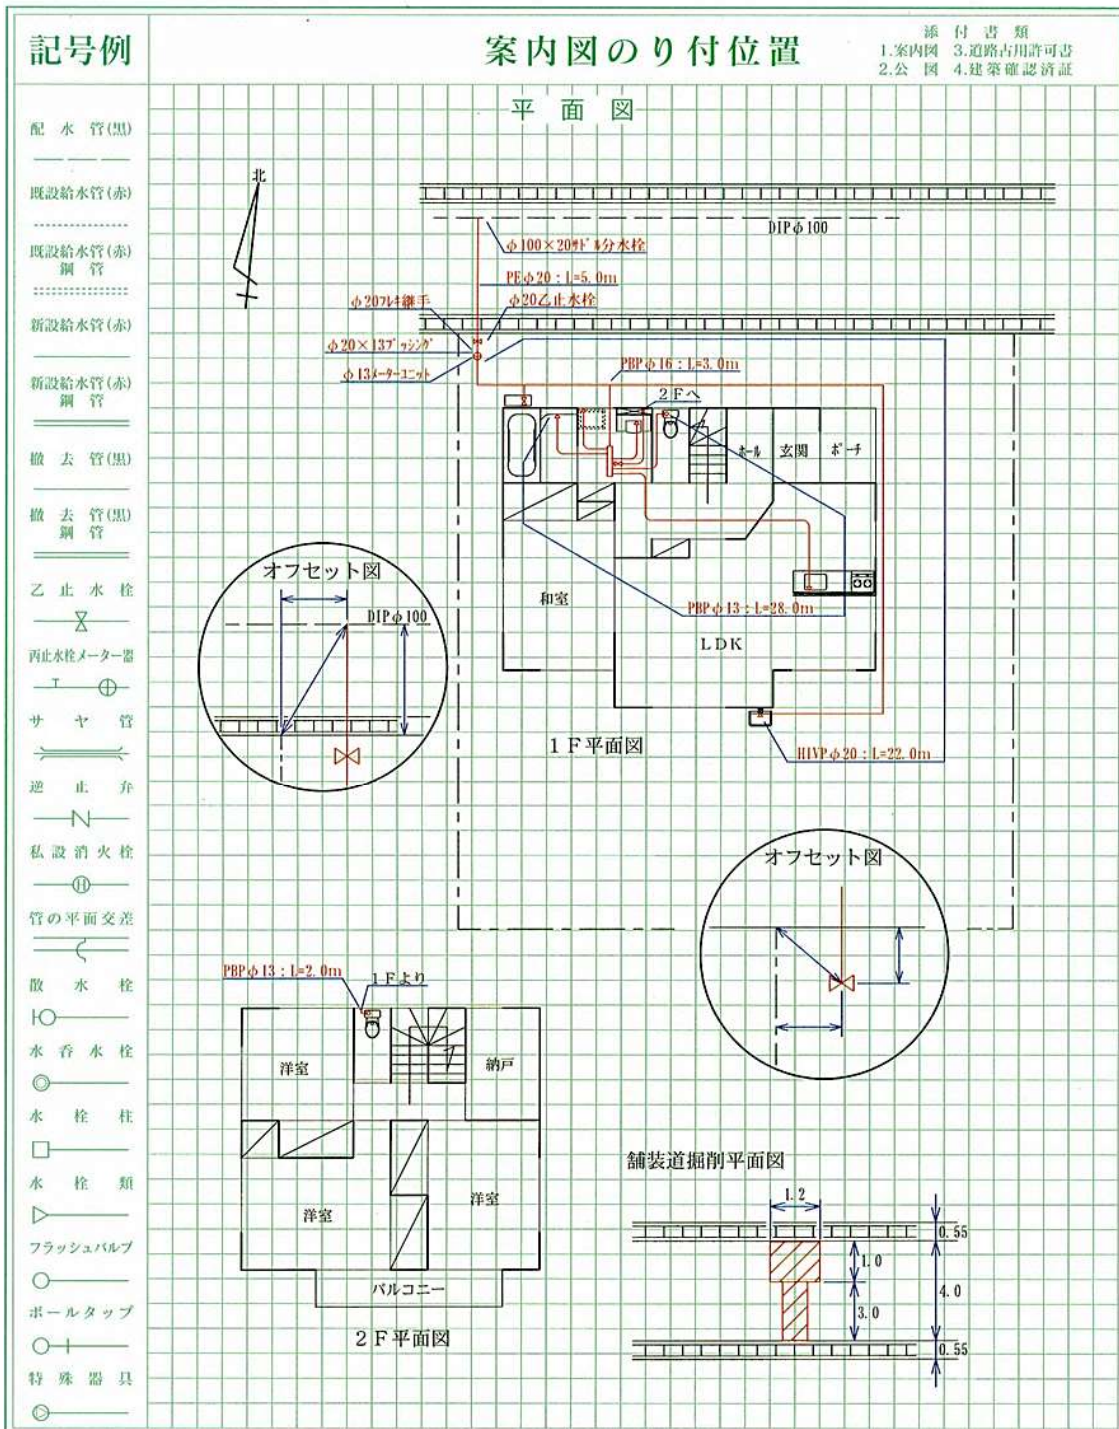 記号例
案内図のり付位置
添付書類
1.案内図 3.道路占用許可書
2.公 図 4.建築確認済証
配水管(黒)
既設給水管(赤)
既設給水管(赤)
鋼管
新設給水管(赤)
新設給水管(赤)
鋼管
撤去管(黒)
撤去管(黒)
鋼管
乙止水栓
丙止水栓メーター器
サヤ管
逆止弁
N
私設消火栓
H
管の平面交差
散水栓
水呑水栓
水栓柱
水栓類
フラッシュバルブ
ボールタップ
特殊器具
平面図
北
DIPφ100
φ100×20サドル分水栓
PEφ20:L=5.0m
φ20フレキ継手
φ20乙止水栓
φ20×13ブッシング
φ13メーターユニット
PBPφ16:L=3.0m
2Fへ
ホール
玄関
ポーチ
和室
PBPφ13:L=28.0m
LDK
HIVPφ20:L=22.0m
1F平面図
オフセット図
DIPφ100
オフセット図
PBPφ13:L=2.0m
1Fより
洋室
納戸
洋室
洋室
バルコニー
2F平面図
舗装道掘削平面図
1.2
0.55
1.0
4.0
3.0
0.55